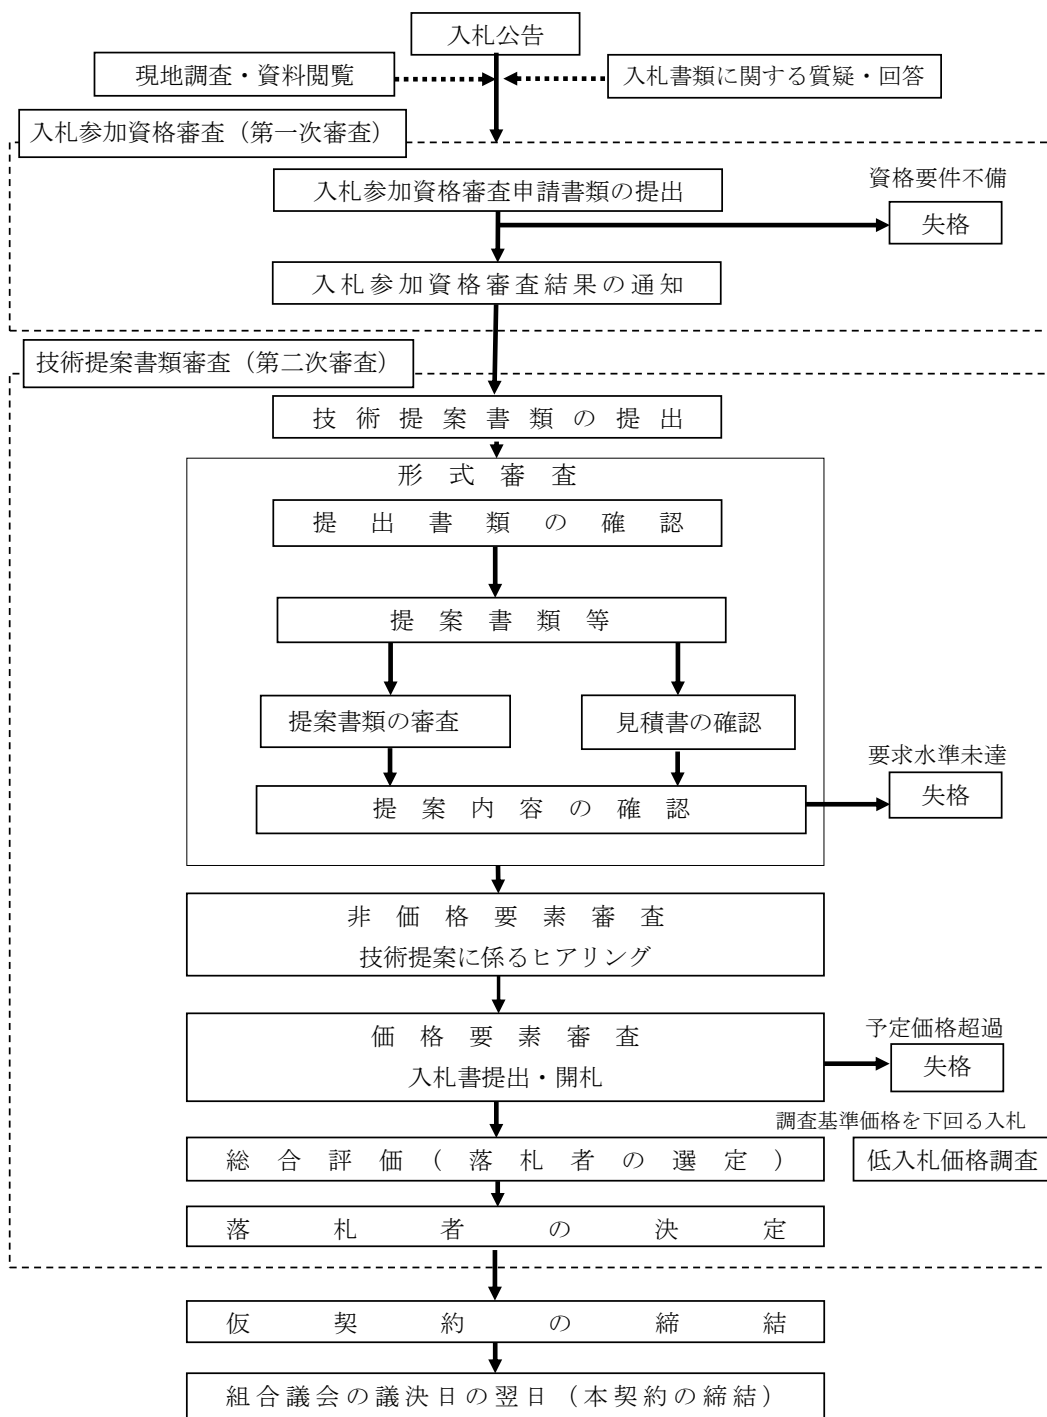 入札公告
現地調査・資料閲覧
入札書類に関する質疑・回答
入札参加資格審査（第一次審査）
入札参加資格審査申請書類の提出
資格要件不備
失格
入札参加資格審査結果の通知
技術提案書類審査（第二次審査）
技術提案書類の提出
形式審査
提出書類の確認
提案書類等
提案書類の審査
見積書の確認
提案内容の確認
要求水準未達
失格
非価格要素審査
技術提案に係るヒアリング
価格要素審査
入札書提出・開札
予定価格超過
失格
調査基準価格を下回る入札
総合評価（落札者の選定）
低入札価格調査
落札者の決定
仮契約の締結
組合議会の議決日の翌日（本契約の締結）